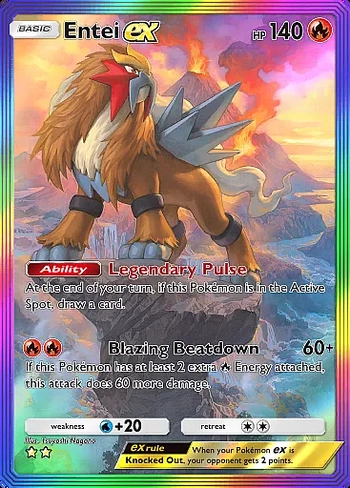 BASIC Entei ex HP 140
Ability Legendary Pulse
At the end of your turn, if this Pokémon is in the Active
Spot, draw a card.
Blazing Beatdown 60+
If this Pokémon has at least 2 extra Energy attached,
this attack does 60 more damage.
weakness +20 retreat
Illus. Tsuyoshi Nagano
ex rule When your Pokémon ex is
Knocked Out, your opponent gets 2 points.